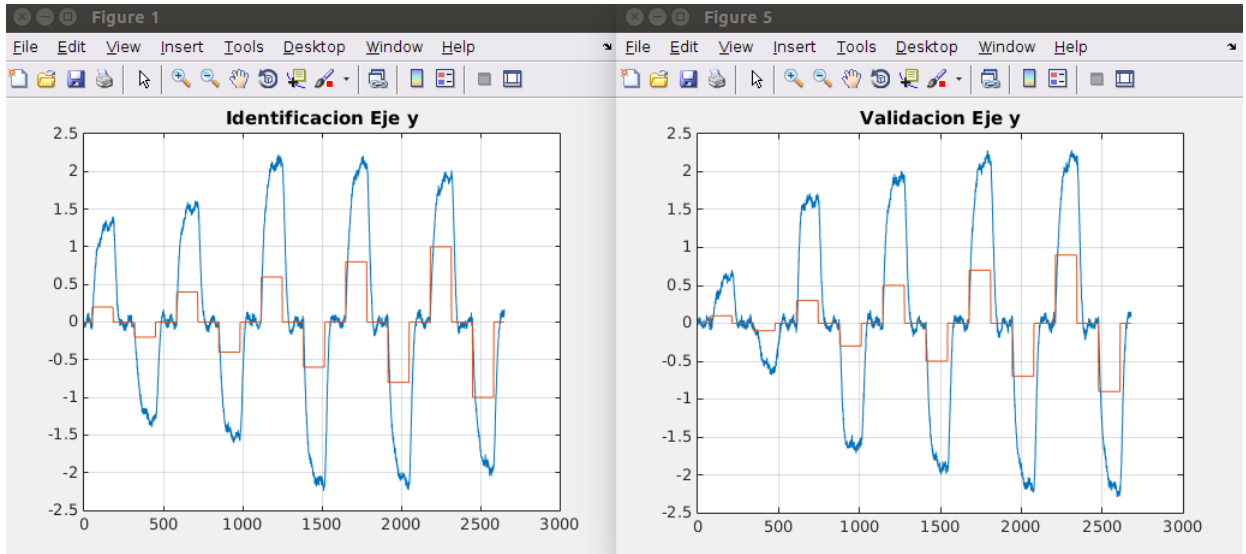 Figure 1
File Edit View Insert Tools Desktop Window Help
Identificacion Eje y
2.5
2
1.5
1
0.5
0
-0.5
-1
-1.5
-2
-2.5
0 500 1000 1500 2000 2500 3000
Figure 5
File Edit View Insert Tools Desktop Window Help
Validacion Eje y
2.5
2
1.5
1
0.5
0
-0.5
-1
-1.5
-2
-2.5
0 500 1000 1500 2000 2500 3000